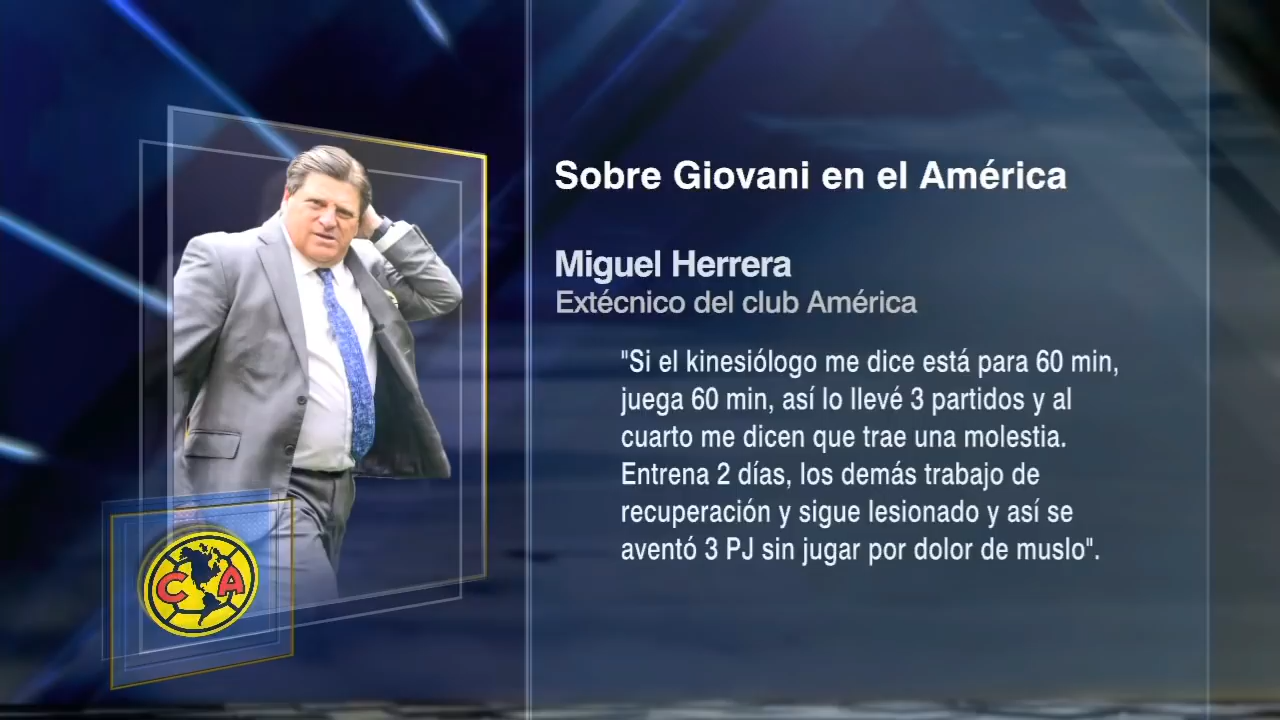 Sobre Giovani en el América
Miguel Herrera
Extécnico del club América
"Si el kinesiólogo me dice está para 60 min,
juega 60 min, así lo llevé 3 partidos y al
cuarto me dicen que trae una molestia.
Entrena 2 días, los demás trabajo de
recuperación y sigue lesionado y así se
aventó 3 PJ sin jugar por dolor de muslo".
CA